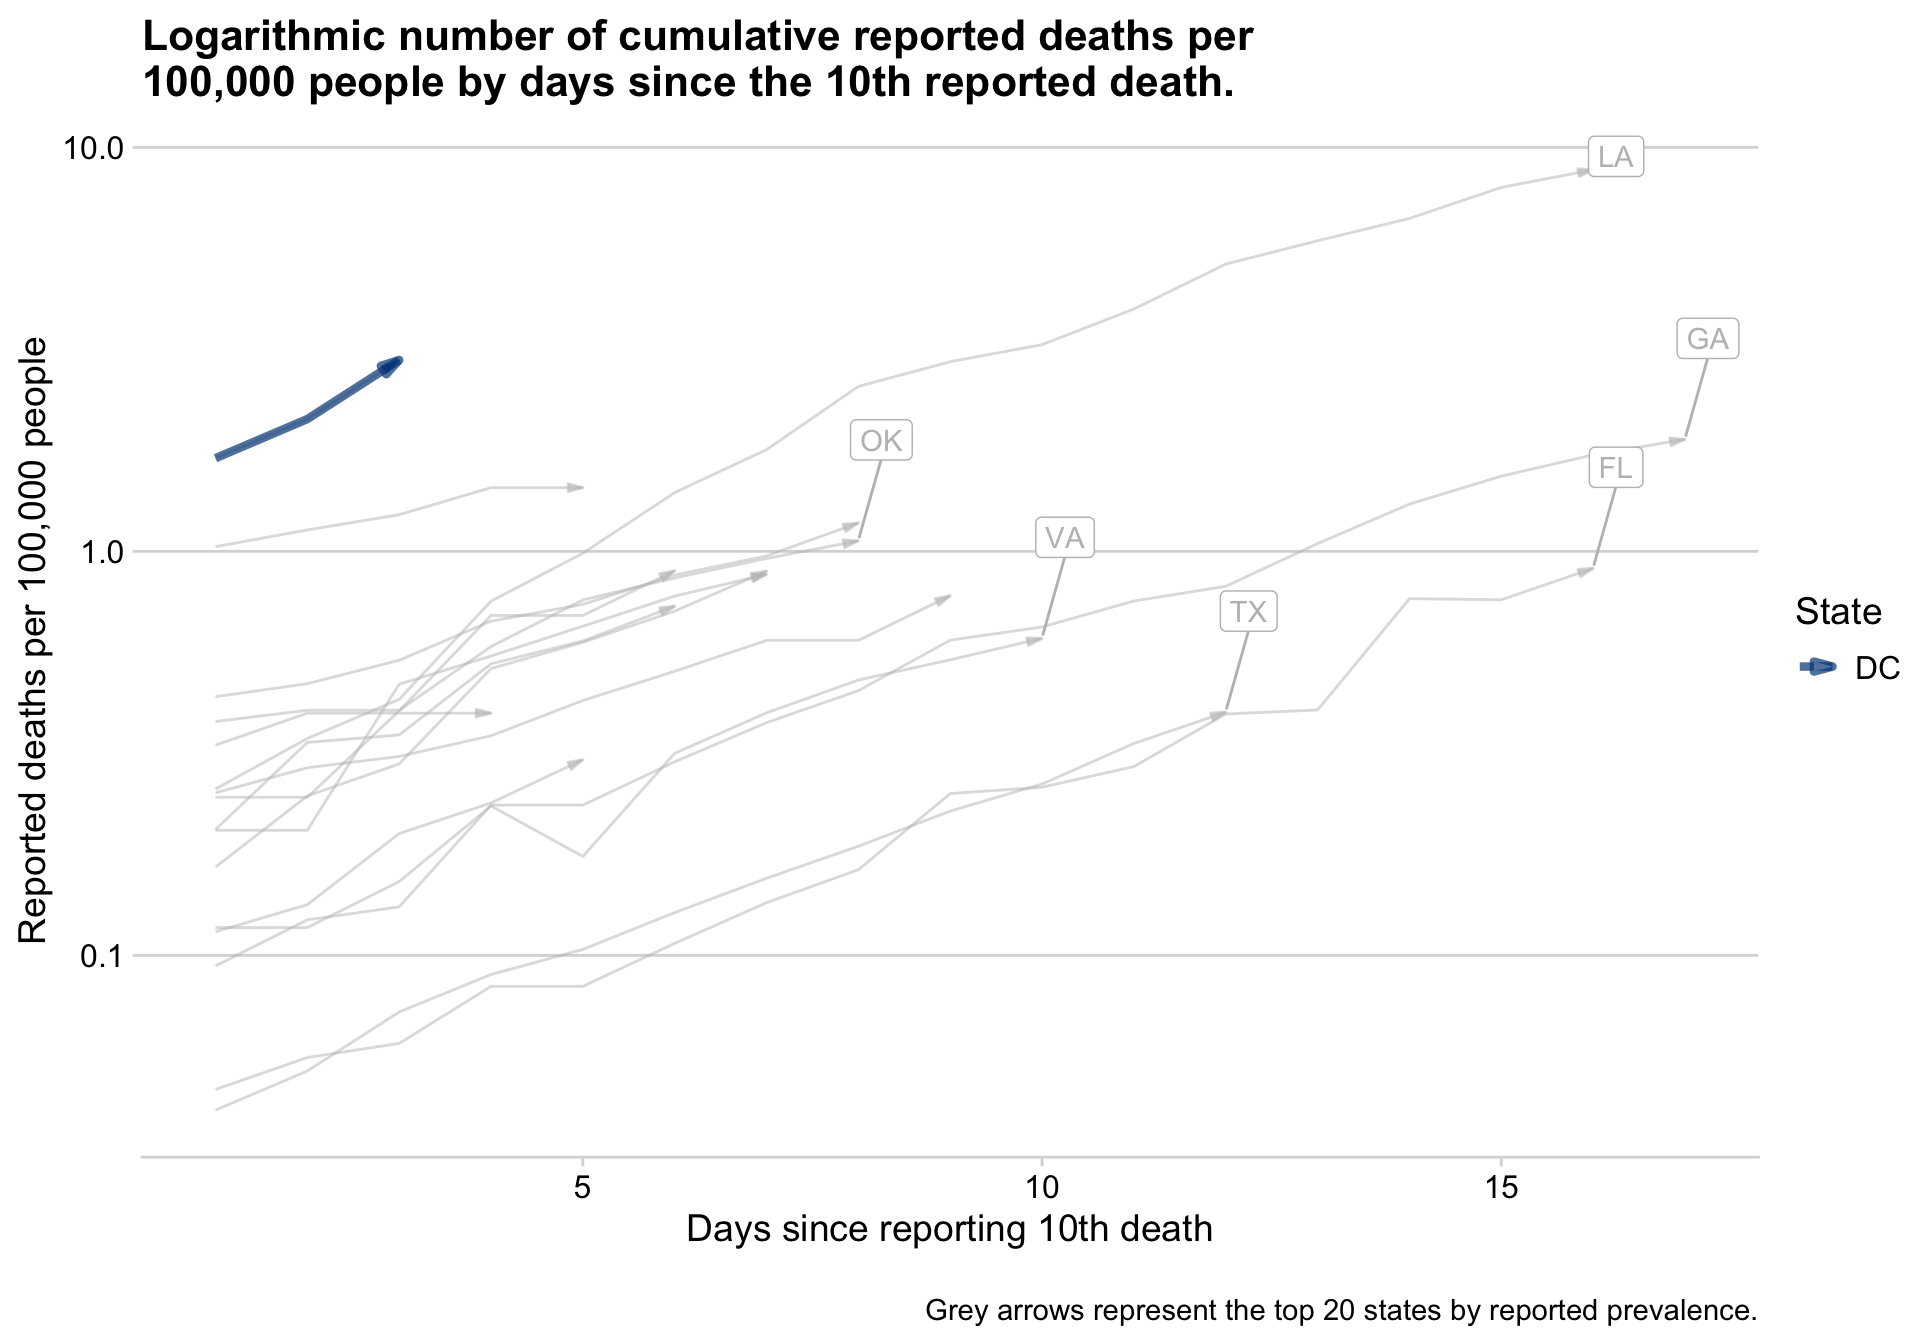 Logarithmic number of cumulative reported deaths per
100,000 people by days since the 10th reported death.
10.0
1.0
0.1
Reported deaths per 100,000 people
LA
GA
OK
FL
VA
TX
State
DC
5
10
15
Days since reporting 10th death
Grey arrows represent the top 20 states by reported prevalence.